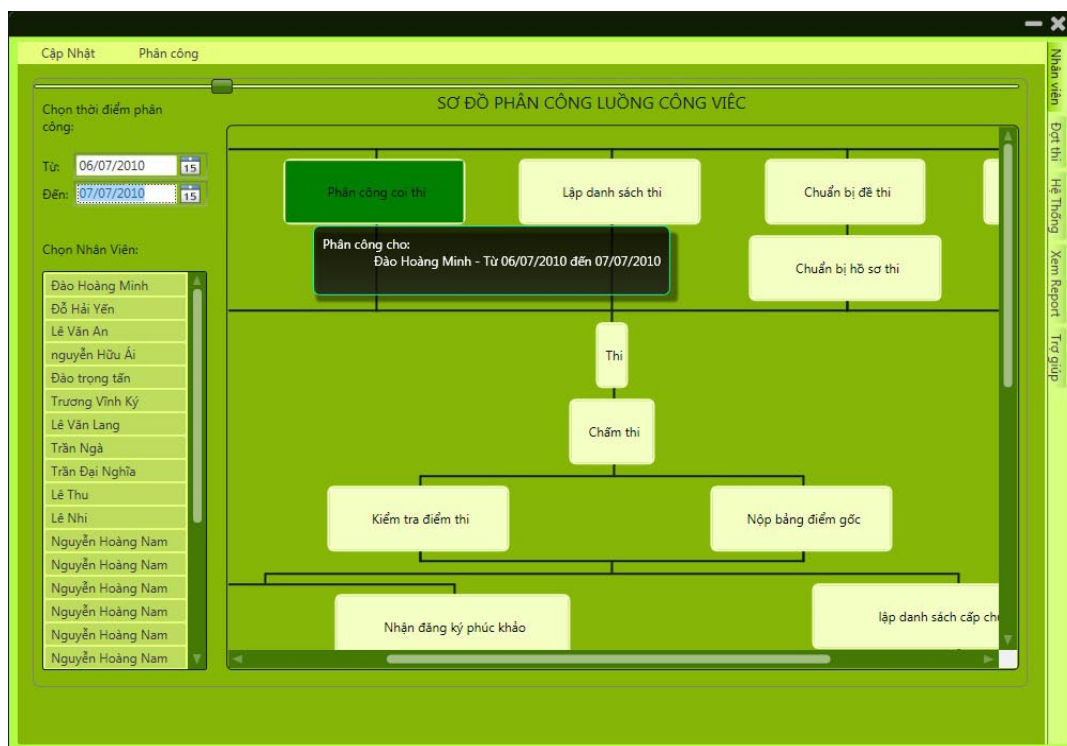 Cập Nhật
Phân công
Chọn thời điểm phân
công:
Từ:
06/07/2010
15
Đến:
07/07/2010
15
Chọn Nhân Viên:
Đào Hoàng Minh
Đỗ Hải Yến
Lê Văn An
nguyễn Hữu Ái
Đào trọng tấn
Trương Vĩnh Ký
Lê Văn Lang
Trần Ngà
Trần Đại Nghĩa
Lê Thu
Lê Nhi
Nguyễn Hoàng Nam
Nguyễn Hoàng Nam
Nguyễn Hoàng Nam
Nguyễn Hoàng Nam
Nguyễn Hoàng Nam
Nguyễn Hoàng Nam
SƠ ĐỒ PHÂN CÔNG LUỒNG CÔNG VIÊC
Phân công coi thi
Lập danh sách thi
Chuẩn bị đề thi
Phân công cho:
Đào Hoàng Minh - Từ 06/07/2010 đến 07/07/2010
Chuẩn bị hồ sơ thi
Thi
Chấm thi
Kiểm tra điểm thi
Nộp bảng điểm gốc
Nhận đăng ký phúc khảo
lập danh sách cấp
Nhân viên
Đợt thi
Hệ Thống
Xem Report
Trợ giúp